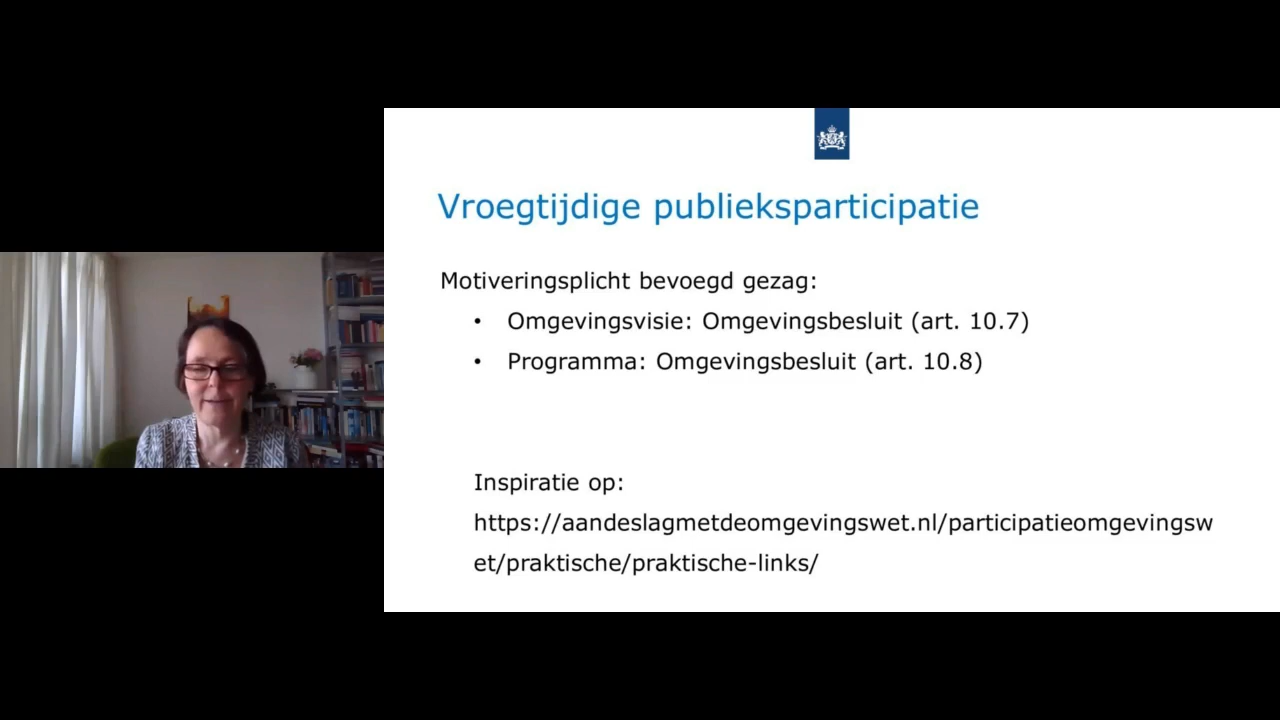 Vroegtijdige publieksparticipatie
Motiveringsplicht bevoegd gezag:
• Omgevingsvisie: Omgevingsbesluit (art. 10.7)
• Programma: Omgevingsbesluit (art. 10.8)
Inspiratie op:
https://aandeslagmetdeomgevingswet.nl/participatieomgevingsw
et/praktische/praktische-links/